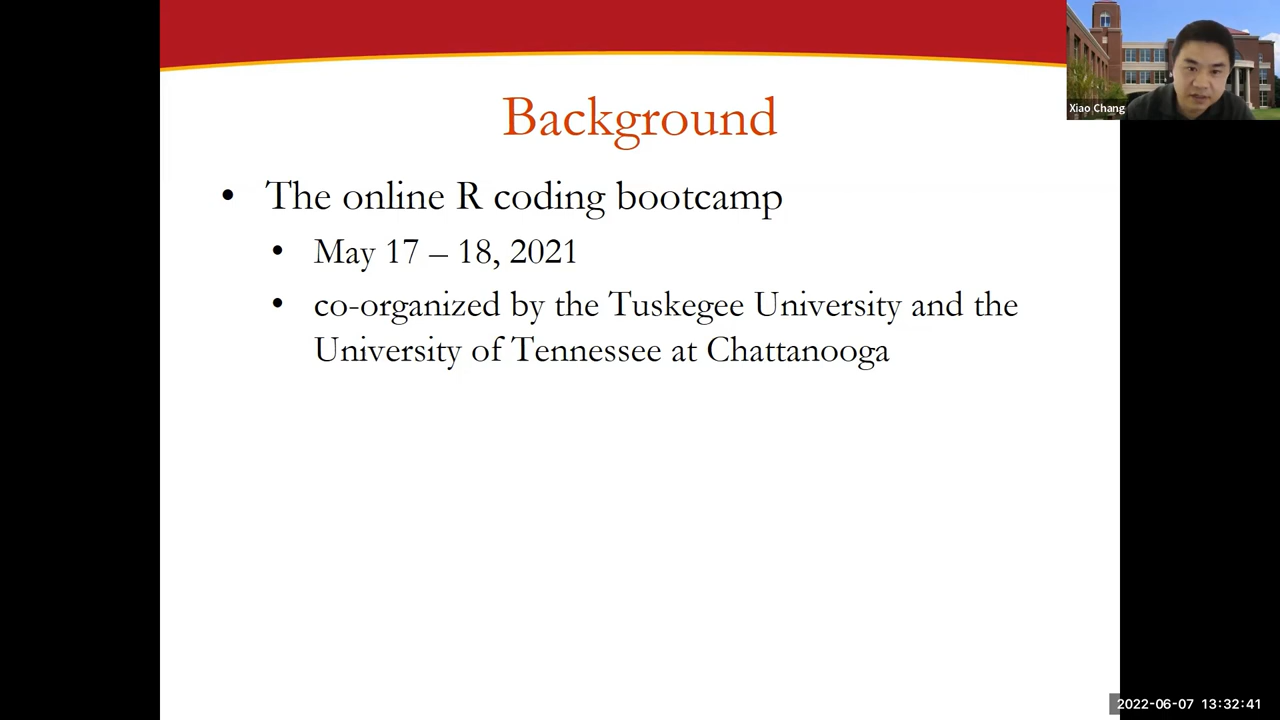 Background
• The online R coding bootcamp
• May 17 – 18, 2021
• co-organized by the Tuskegee University and the
University of Tennessee at Chattanooga
Xiao Chang
2022-06-07 13:32:41